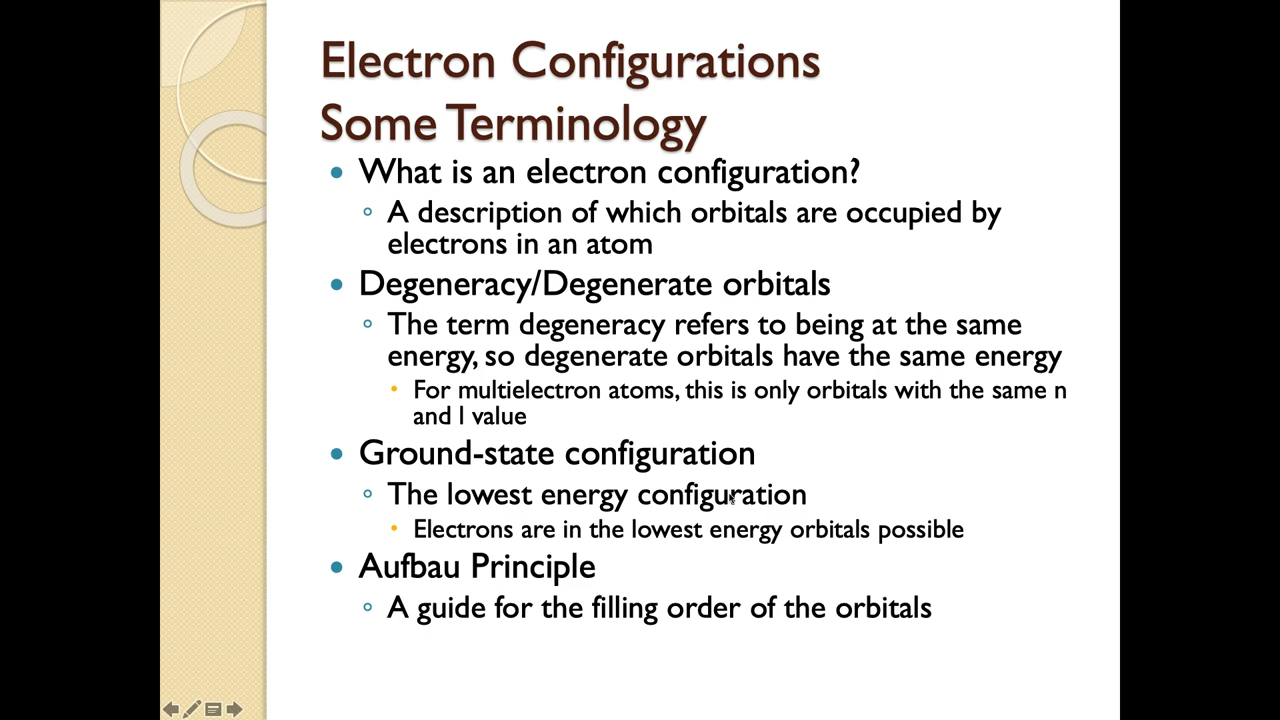 Electron Configurations
Some Terminology
• What is an electron configuration?
◦ A description of which orbitals are occupied by
electrons in an atom
• Degeneracy/Degenerate orbitals
◦ The term degeneracy refers to being at the same
energy, so degenerate orbitals have the same energy
• For multielectron atoms, this is only orbitals with the same n
and l value
• Ground-state configuration
◦ The lowest energy configuration
• Electrons are in the lowest energy orbitals possible
• Aufbau Principle
◦ A guide for the filling order of the orbitals